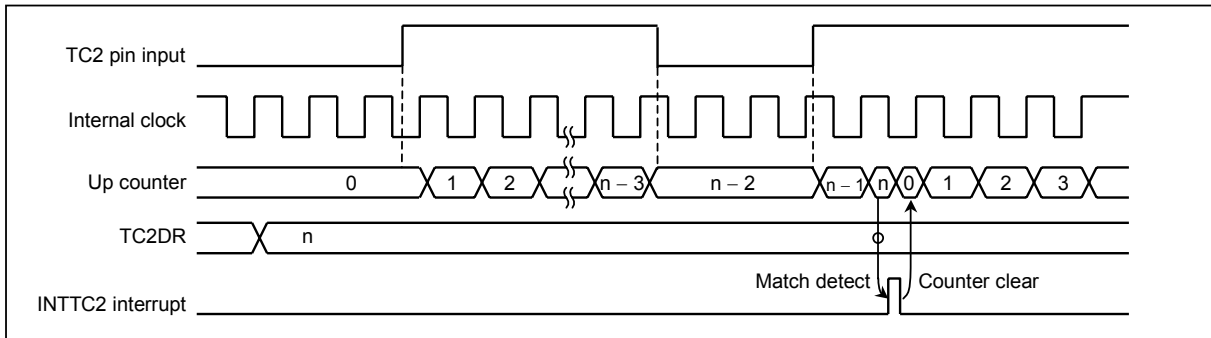 TC2 pin input
Internal clock
Up counter 0 1 2 n − 3 n − 2 n − 1 n 0 1 2 3
TC2DR n
Match detect Counter clear
INTTC2 interrupt